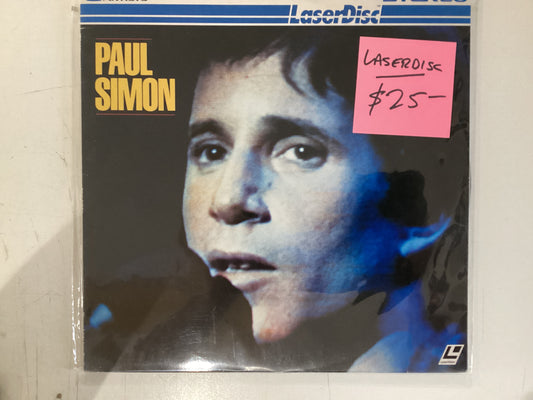 LaserDisc
PAUL
SIMON
LASERDISC
$25-